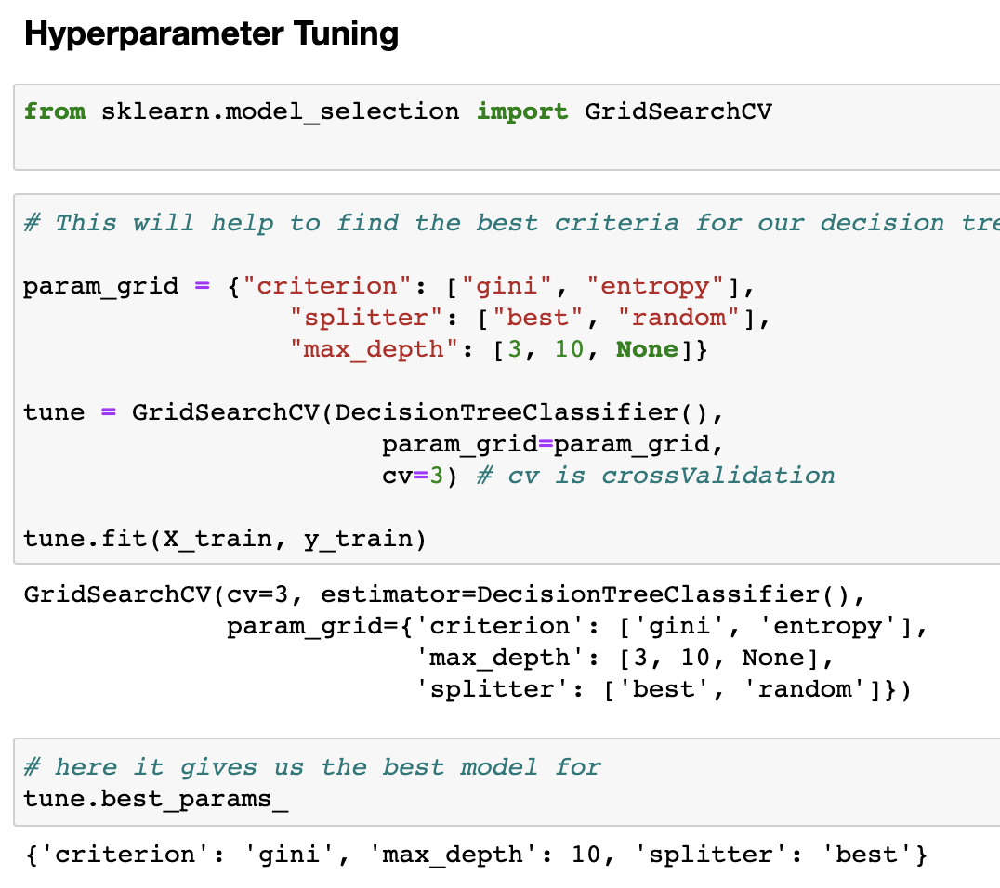 Hyperparameter Tuning
from sklearn.model_selection import GridSearchCV
# This will help to find the best criteria for our decision
param_grid = {"criterion": ["gini", "entropy"],
"splitter": ["best", "random"],
"max_depth": [3, 10, None]}
tune = GridSearchCV(DecisionTreeClassifier(),
param_grid=param_grid,
cv=3) # cv is crossValidation
tune.fit(X_train, y_train)
GridSearchCV(cv=3, estimator=DecisionTreeClassifier(),
param_grid={'criterion': ['gini', 'entropy'],
'max_depth': [3, 10, None],
'splitter': ['best', 'random']})
# here it gives us the best model for
tune.best_params_
{'criterion': 'gini', 'max_depth': 10, 'splitter': 'best'}